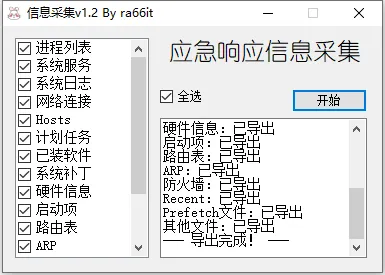 信息采集v1.2 By ra66it
进程列表
系统服务
系统日志
网络连接
Hosts
计划任务
已装软件
系统补丁
硬件信息
启动项
路由表
ARP
应急响应信息采集
全选
开始
硬件信息：已导出
启动项：已导出
路由表：已导出
ARP：已导出
防火墙：已导出
Recent：已导出
Prefetch文件：已导出
其他文件：已导出
—— 导出完成！ ——